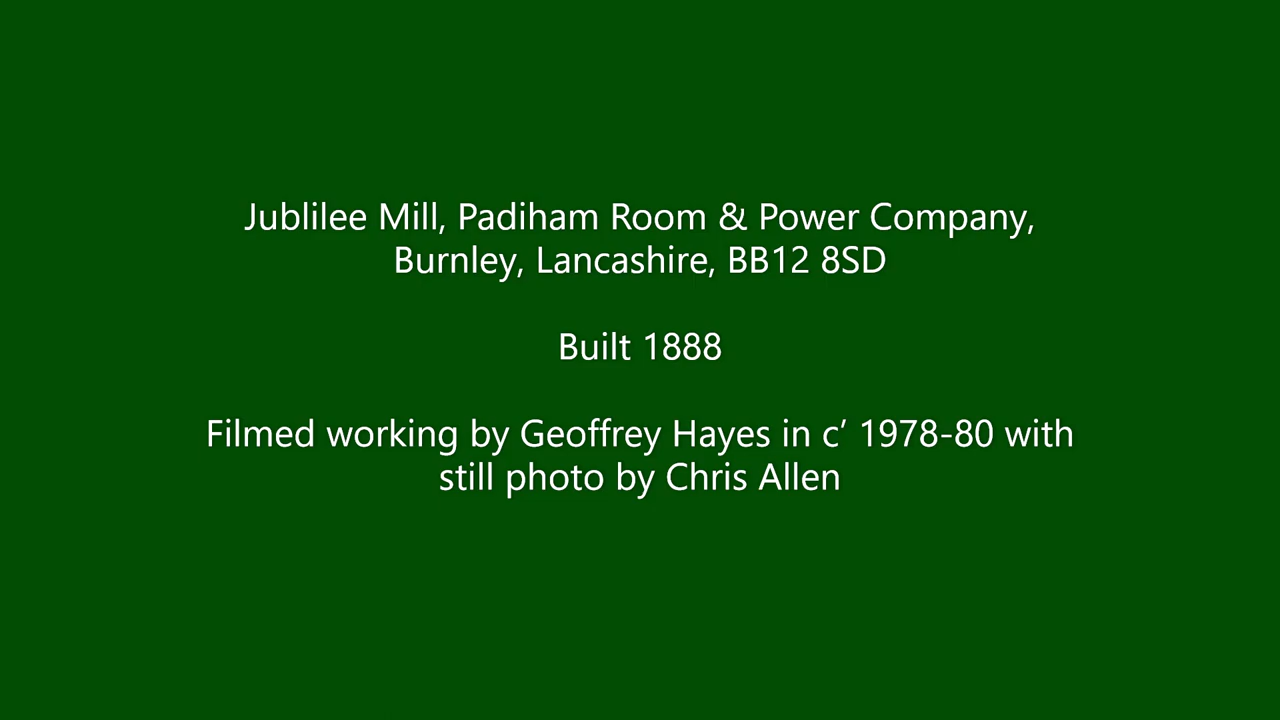 Jublilee Mill, Padiham Room & Power Company,
Burnley, Lancashire, BB12 8SD
Built 1888
Filmed working by Geoffrey Hayes in c’ 1978-80 with
still photo by Chris Allen